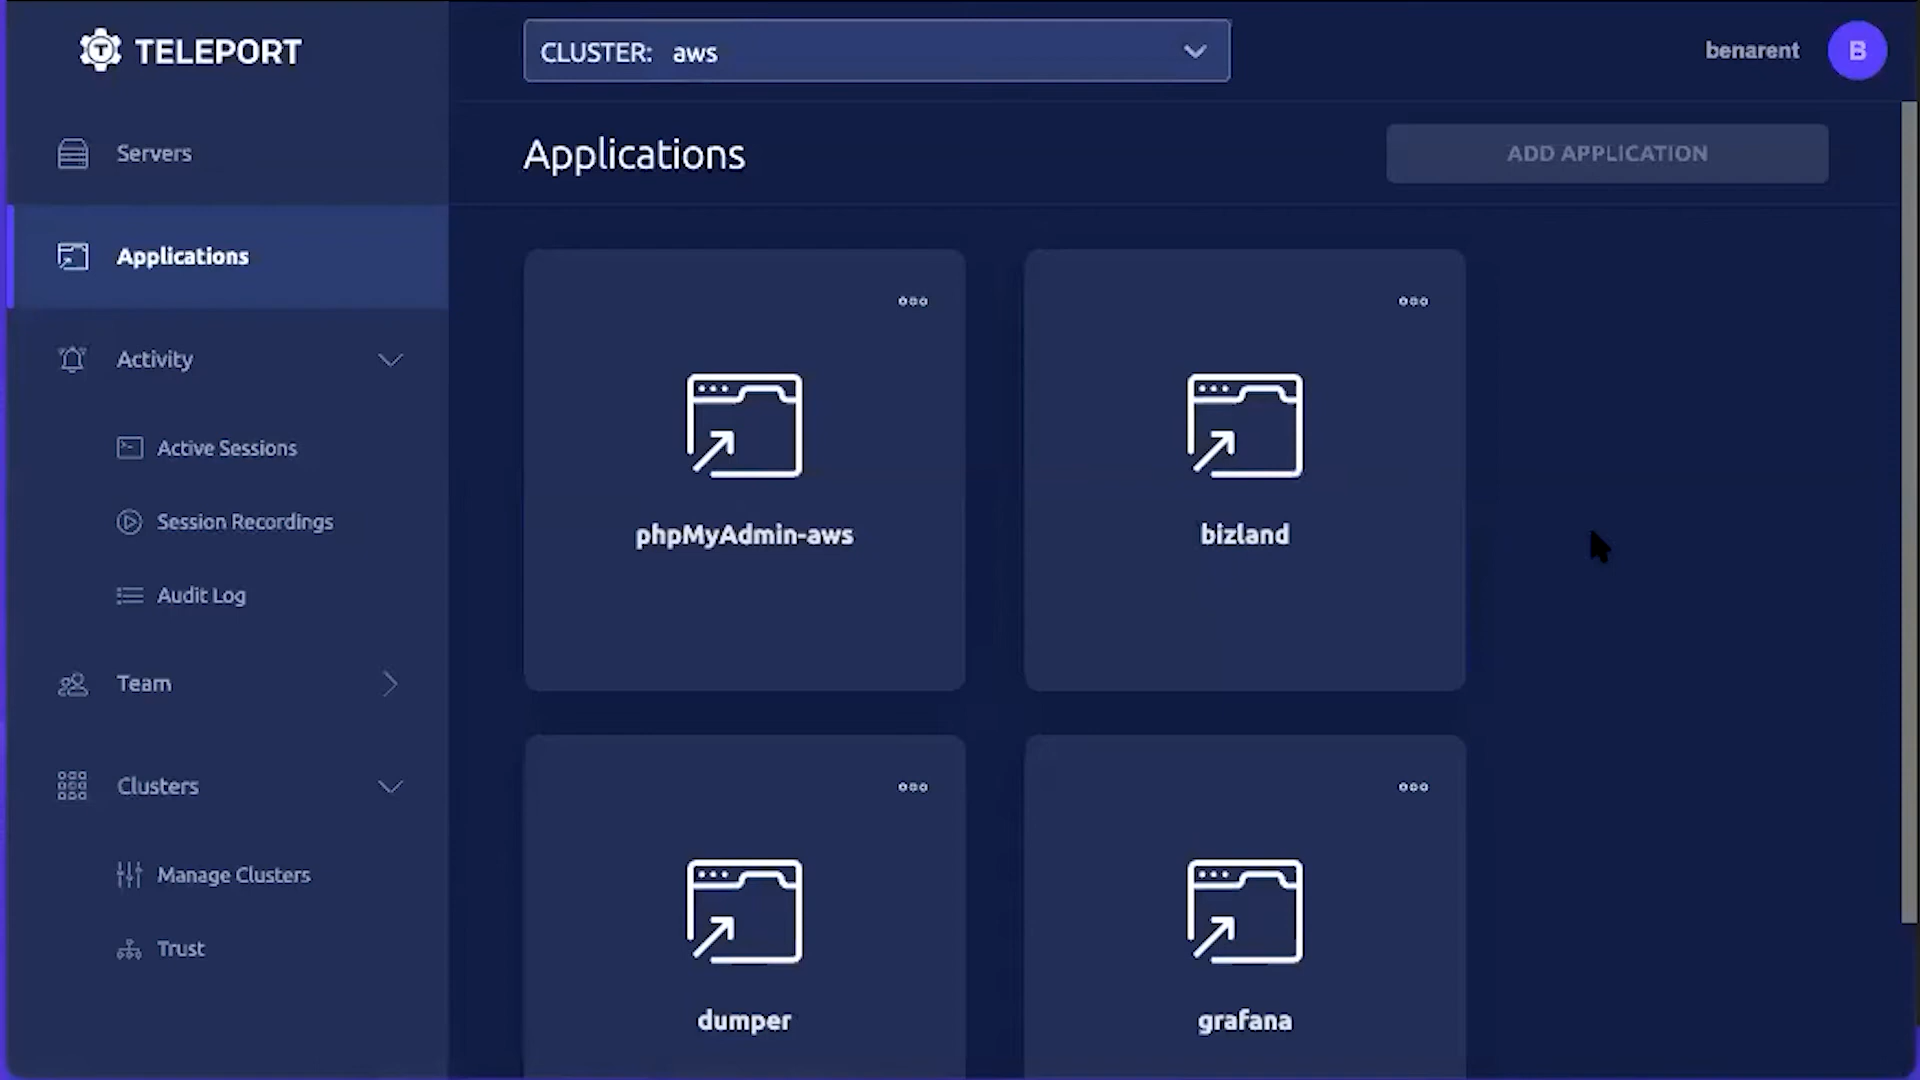 TELEPORT
CLUSTER: aws
benarent
B
Servers
Applications
Activity
Active Sessions
Session Recordings
Audit Log
Team
Clusters
Manage Clusters
Trust
Applications
ADD APPLICATION
phpMyAdmin-aws
bizland
dumper
grafana